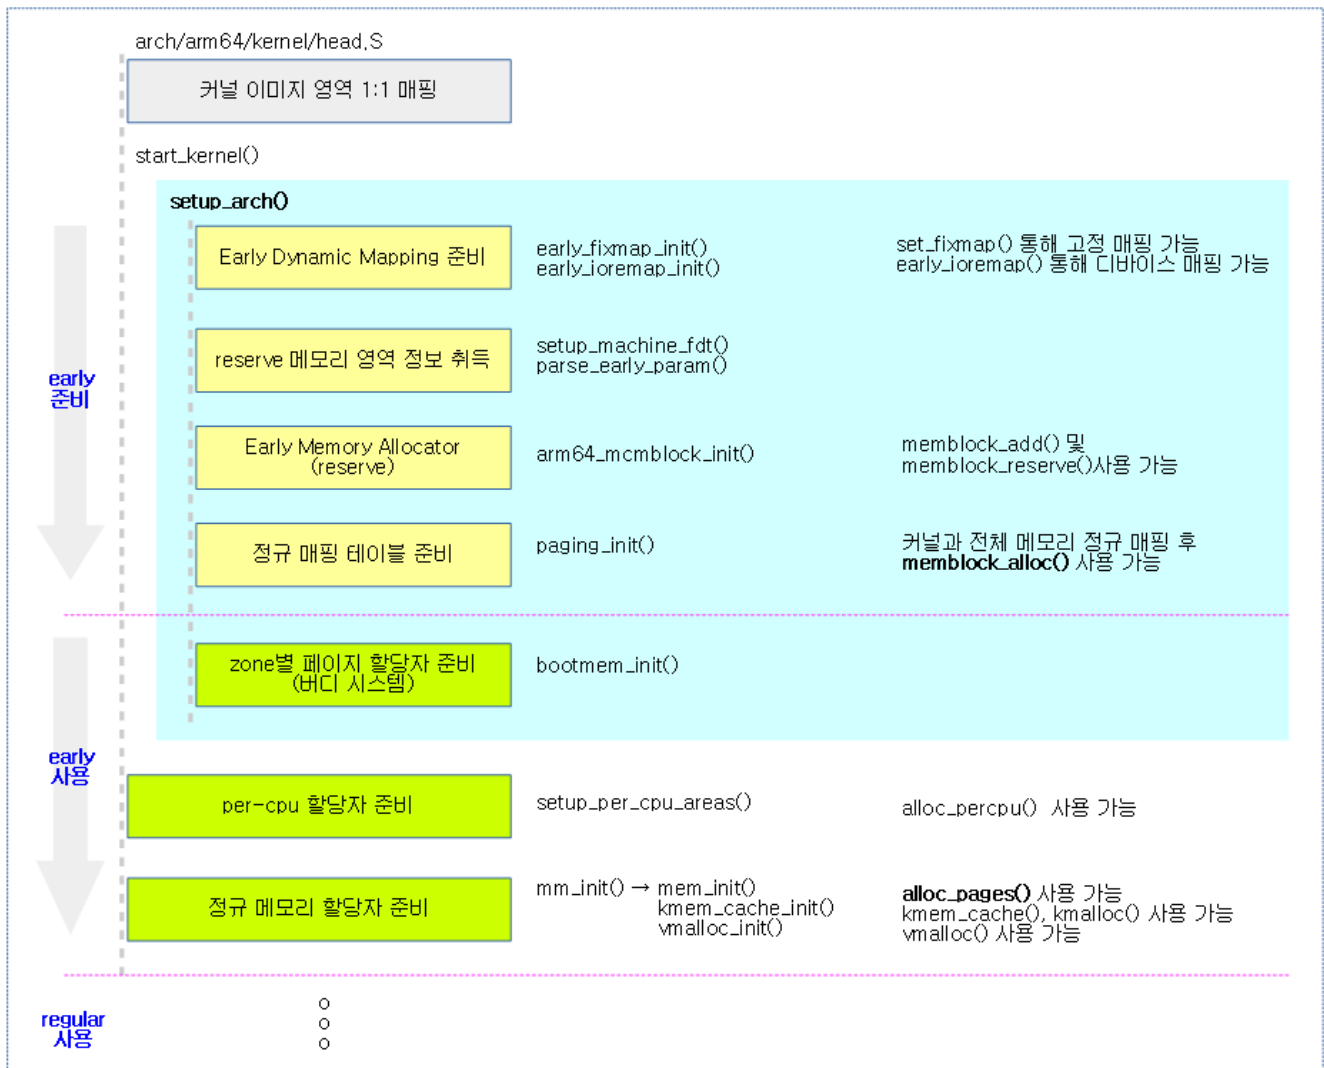 arch/arm64/kernel/head.S
커널 이미지 영역 1:1 매핑
start_kernel()
setup_arch()
Early Dynamic Mapping 준비
early_fixmap_init()
early_ioremap_init()
set_fixmap() 통해 고정 매핑 가능
early_ioremap() 통해 디바이스 매핑 가능
reserve 메모리 영역 정보 취득
setup_machine_fdt()
parse_early_param()
early
준비
Early Memory Allocator
(reserve)
arm64_mcmblock_init()
memblock_add() 및
memblock_reserve()사용 가능
정규 매핑 테이블 준비
paging_init()
커널과 전체 메모리 정규 매핑 후
memblock_alloc() 사용 가능
zone별 페이지 할당자 준비
(버디 시스템)
bootmem_init()
early
사용
per-cpu 할당자 준비
setup_per_cpu_areas()
alloc_percpu() 사용 가능
정규 메모리 할당자 준비
mm_init() → mem_init()
kmem_cache_init()
vmalloc_init()
alloc_pages() 사용 가능
kmem_cache(), kmalloc() 사용 가능
vmalloc() 사용 가능
regular
사용